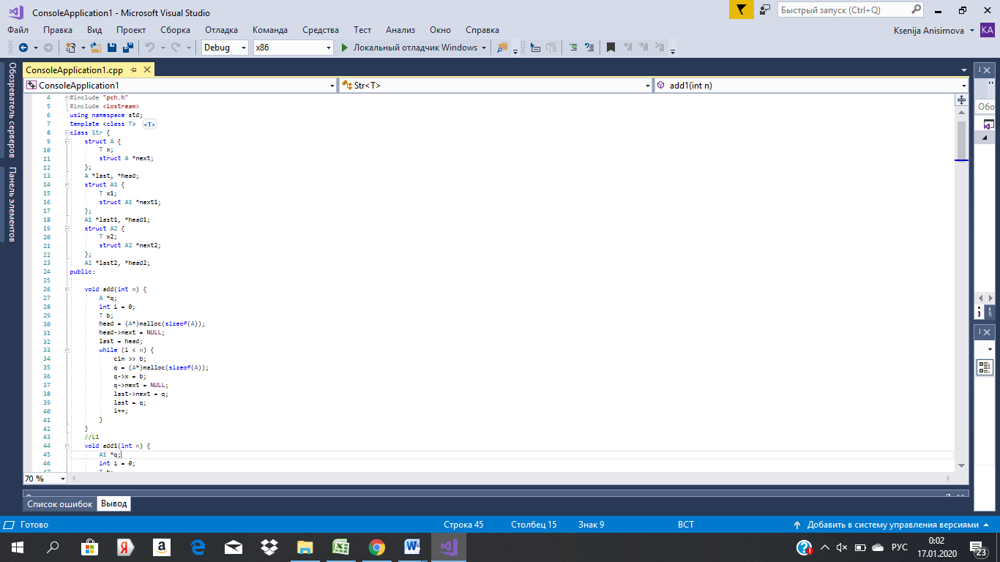 ConsoleApplication1 - Microsoft Visual Studio
Быстрый запуск (Ctrl+Q)
Файл Правка Вид Проект Сборка Отладка Команда Средства Тест Анализ Окно Справка
Ksenija Anisimova KA
Debug x86 Локальный отладчик Windows
Обозреватель серверов
Панель элементов
ConsoleApplication1.cpp
ConsoleApplication1 Str<T> add1(int n)
4 #include "pch.h"
5 #include <iostream>
6 using namespace std;
7 template <class T> <T>
8 class Str {
9 struct A {
10 T x;
11 struct A *next;
12 };
13 A *last, *head;
14 struct A1 {
15 T x1;
16 struct A1 *next1;
17 };
18 A1 *last1, *head1;
19 struct A2 {
20 T x2;
21 struct A2 *next2;
22 };
23 A2 *last2, *head2;
24 public:
25
26 void add(int n) {
27 A *q;
28 int i = 0;
29 T b;
30 head = (A*)malloc(sizeof(A));
31 head->next = NULL;
32 last = head;
33 while (i < n) {
34 cin >> b;
35 q = (A*)malloc(sizeof(A));
36 q->x = b;
37 q->next = NULL;
38 last->next = q;
39 last = q;
40 i++;
41 }
42 }
43 //L1
44 void add1(int n) {
45 A1 *q;
46 int i = 0;
Обо
70 %
Список ошибок Вывод
Готово Строка 45 Столбец 15 Знак 9 ВСТ Добавить в систему управления версиями
РУС
0:02
17.01.2020
23